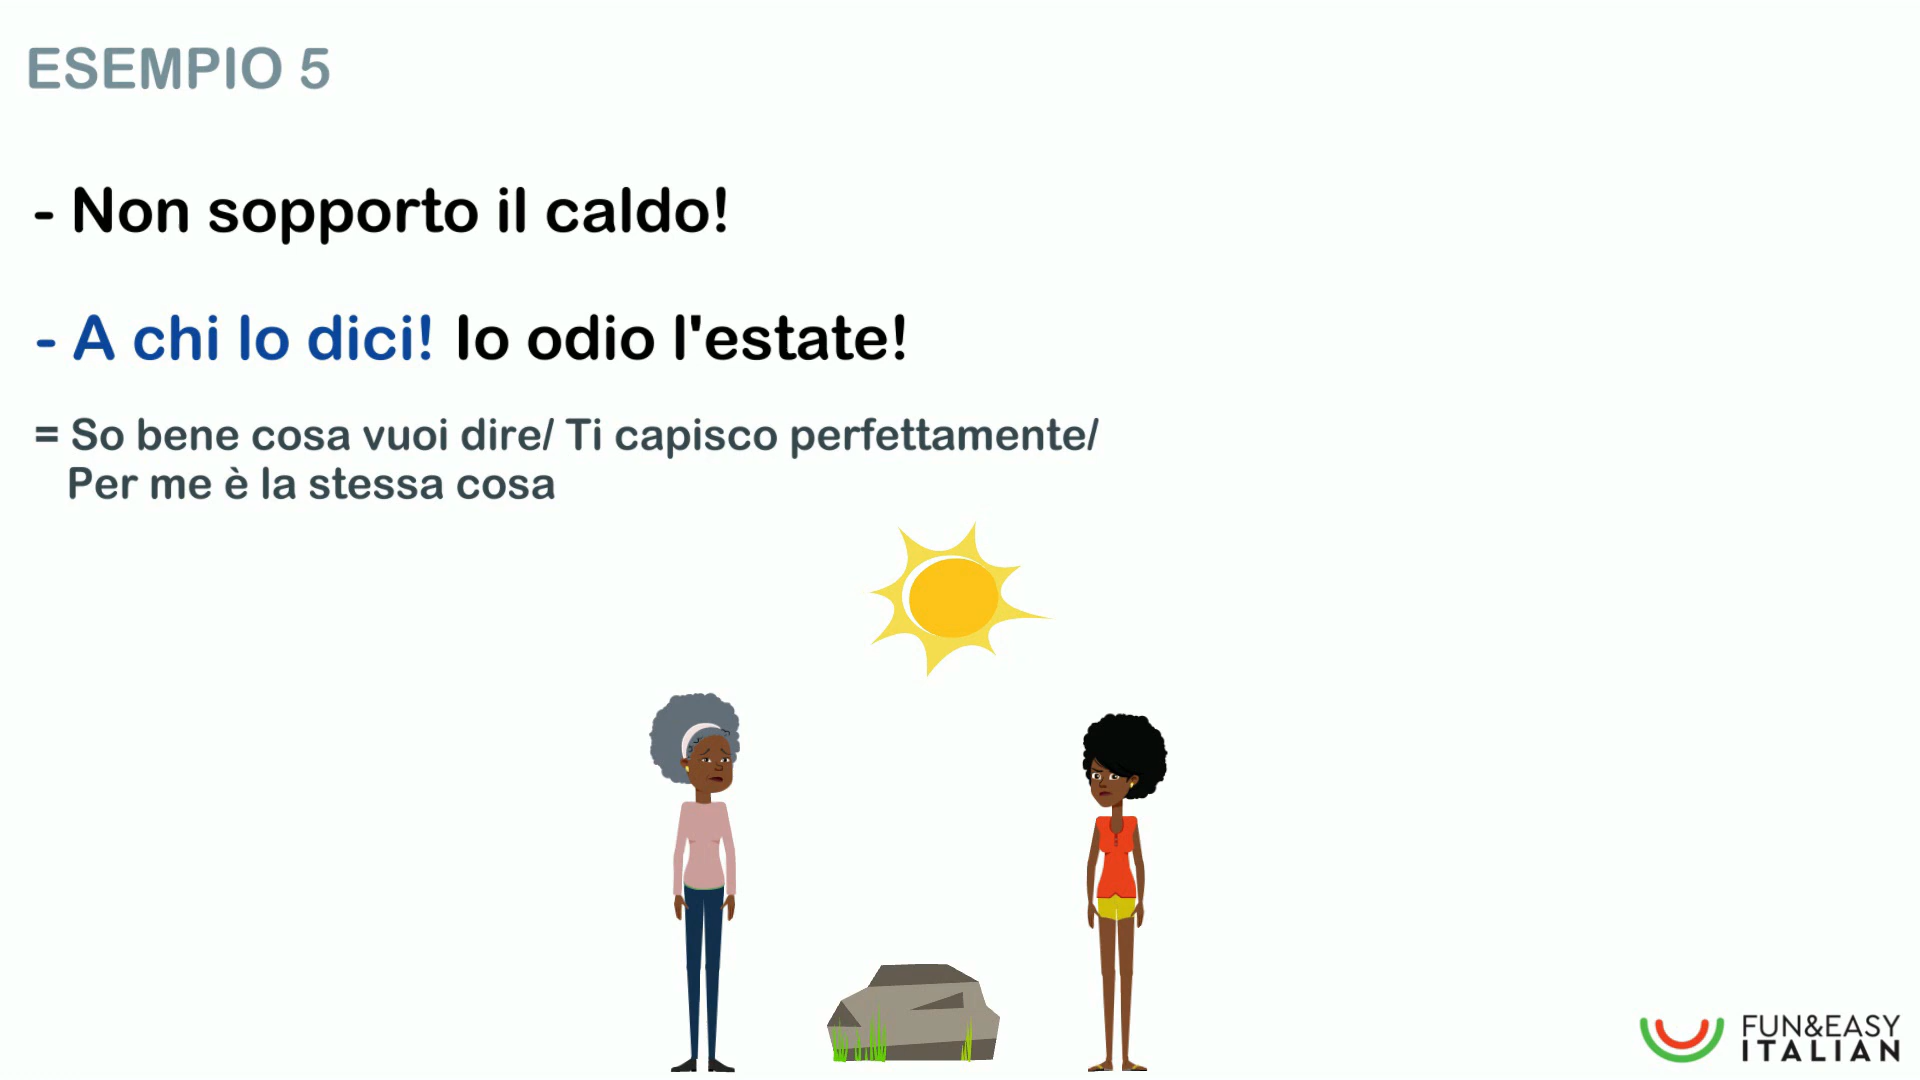 ESEMPIO 5
- Non sopporto il caldo!
- A chi lo dici! Io odio l'estate!
= So bene cosa vuoi dire/ Ti capisco perfettamente/
Per me è la stessa cosa
FUN&EASY
ITALIAN